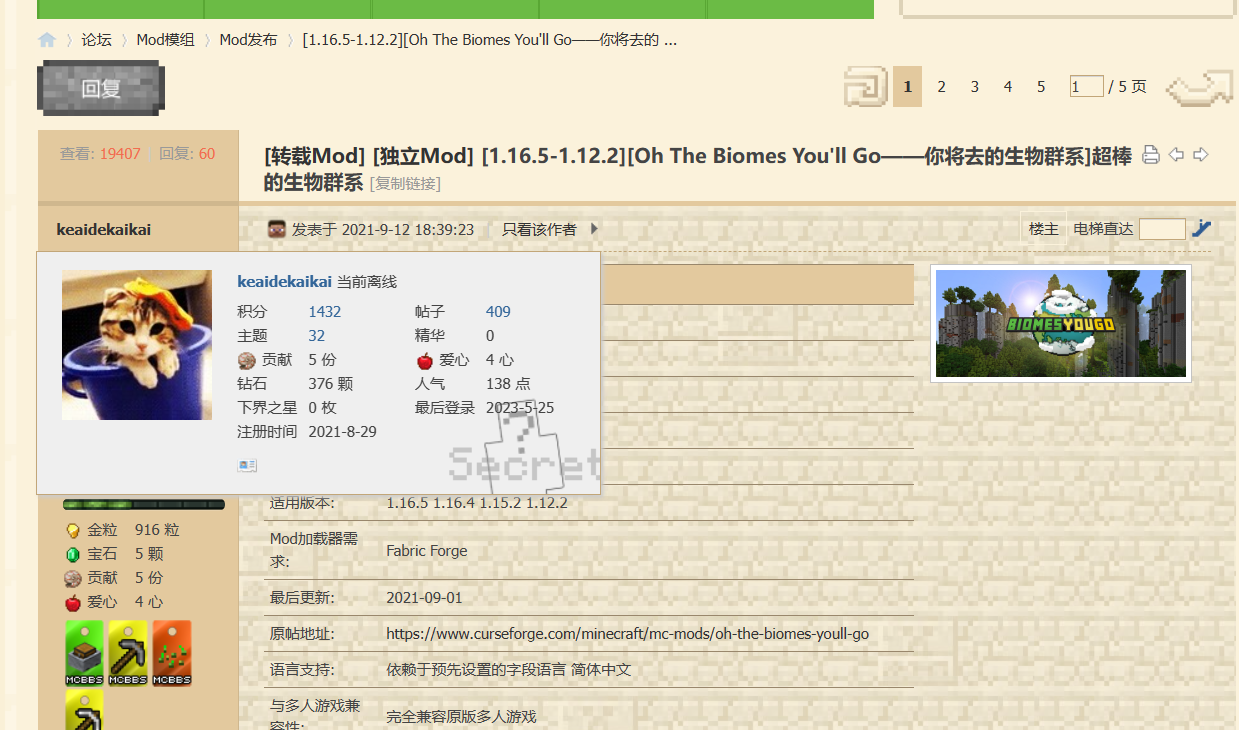 论坛 〉 Mod模组 〉 Mod发布 〉 [1.16.5-1.12.2][Oh The Biomes You'll Go——你将去的 ...
回复
1 2 3 4 5 1 / 5 页
查看: 19407 回复: 60
[转载Mod] [独立Mod] [1.16.5-1.12.2][Oh The Biomes You'll Go——你将去的生物群系]超棒
的生物群系 [复制链接]
keaidekaikai
发表于 2021-9-12 18:39:23 只看该作者
楼主 电梯直达
keaidekaikai 当前离线
积分 1432 帖子 409
主题 32 精华 0
贡献 5 份 爱心 4 心
钻石 376 颗 人气 138 点
下界之星 0 枚 最后登录 2023-5-25
注册时间 2021-8-29
Secret
BIOMESYOUGO
适用版本: 1.16.5 1.16.4 1.15.2 1.12.2
金粒 916 粒
宝石 5 颗
贡献 5 份
爱心 4 心
MCBBS MCBBS MCBBS
Mod加载器需
求:
Fabric Forge
最后更新: 2021-09-01
原帖地址: https://www.curseforge.com/minecraft/mc-mods/oh-the-biomes-youll-go
语言支持: 依赖于预先设置的字段语言 简体中文
与多人游戏兼
容性:
完全兼容原版多人游戏